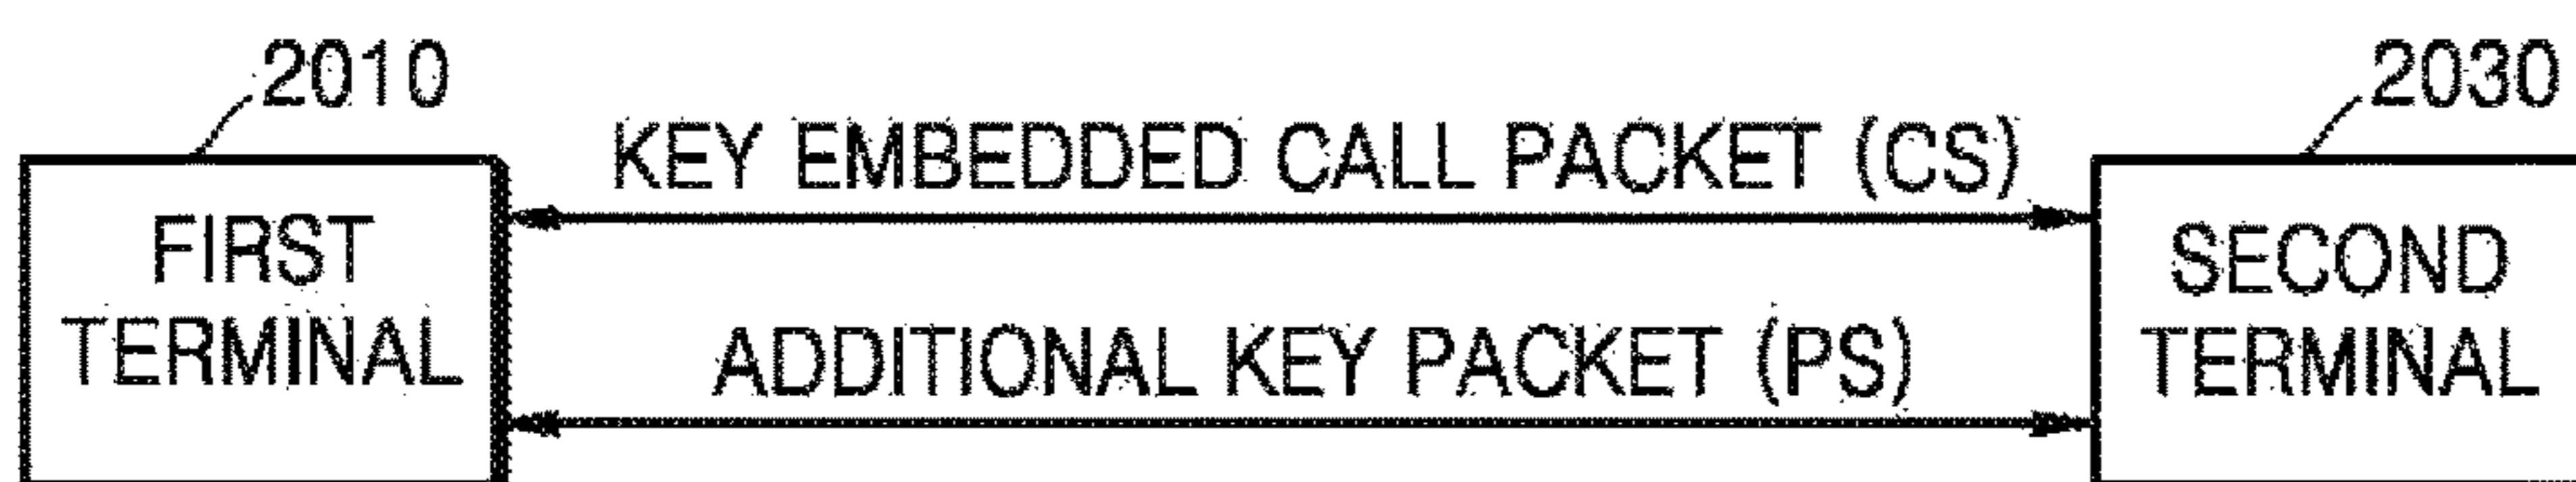 2010
2030
KEY EMBEDDED CALL PACKET (CS)
FIRST
TERMINAL
SECOND
TERMINAL
ADDITIONAL KEY PACKET (PS)